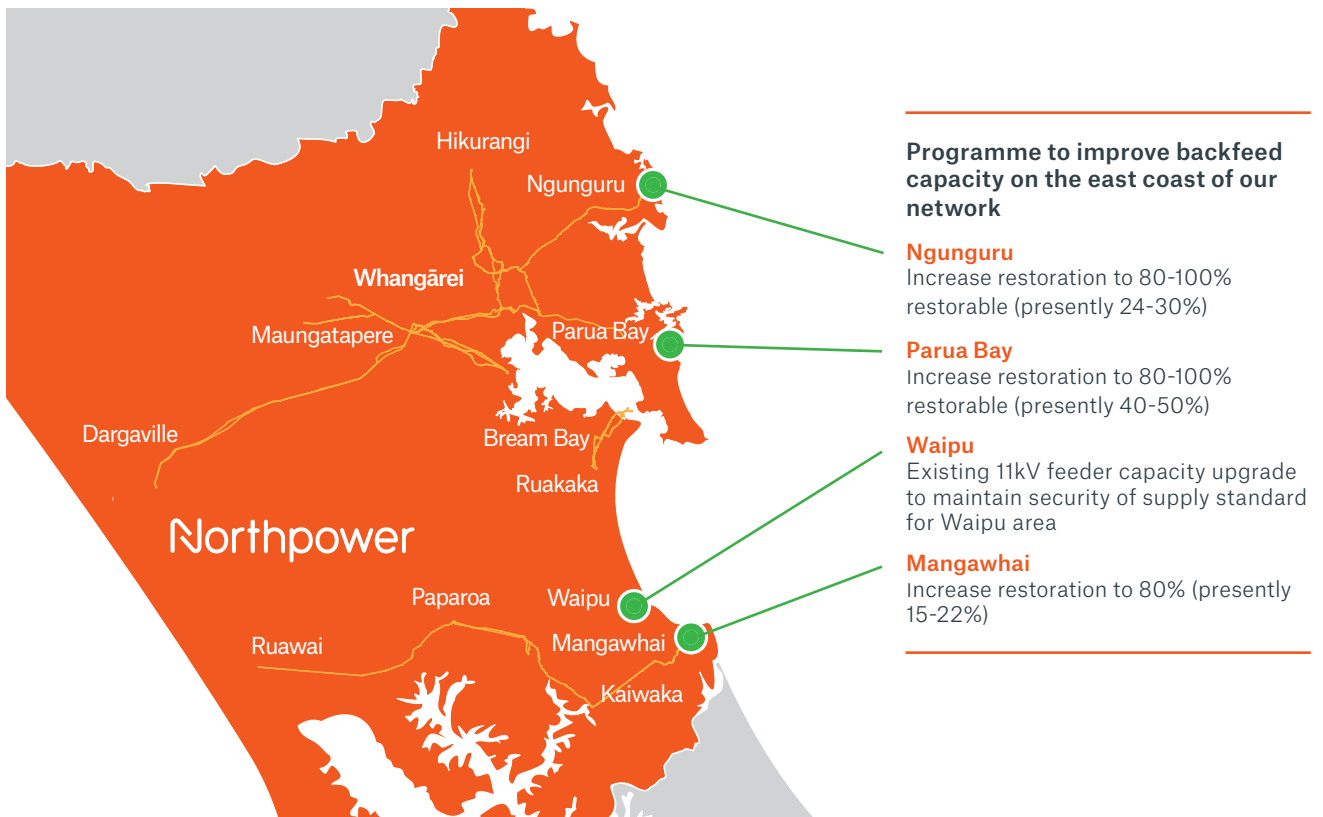 Hikurangi
Ngunguru
Whangārei
Maungatapere
Parua Bay
Dargaville
Bream Bay
Ruakaka
Northpower
Paparoa
Waipu
Ruawai
Mangawhai
Kaiwaka
Programme to improve backfeed
capacity on the east coast of our
network
Ngunguru
Increase restoration to 80-100%
restorable (presently 24-30%)
Parua Bay
Increase restoration to 80-100%
restorable (presently 40-50%)
Waipu
Existing 11kV feeder capacity upgrade
to maintain security of supply standard
for Waipu area
Mangawhai
Increase restoration to 80% (presently
15-22%)